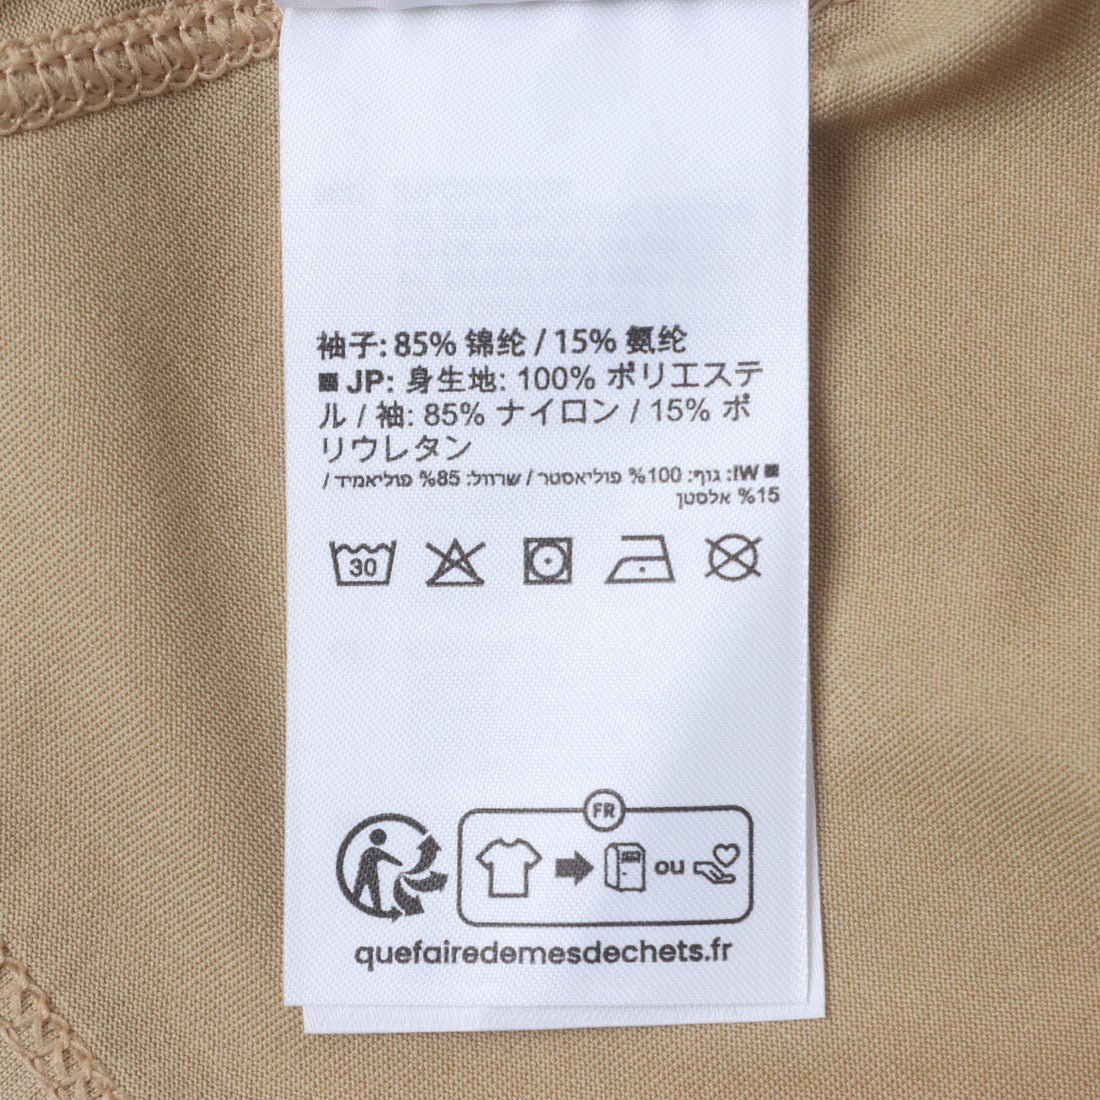 袖子: 85% 锦纶 / 15% 氨纶
■ JP: 身生地: 100% ポリエステ
ル / 袖: 85% ナイロン / 15% ポ
リウレタン
■ IW: גוף: 100% פוליאסטר / שרוול: 85% פוליאמיד /
15% אלסטן
30
FR
ou
quefairedemesdechets.fr